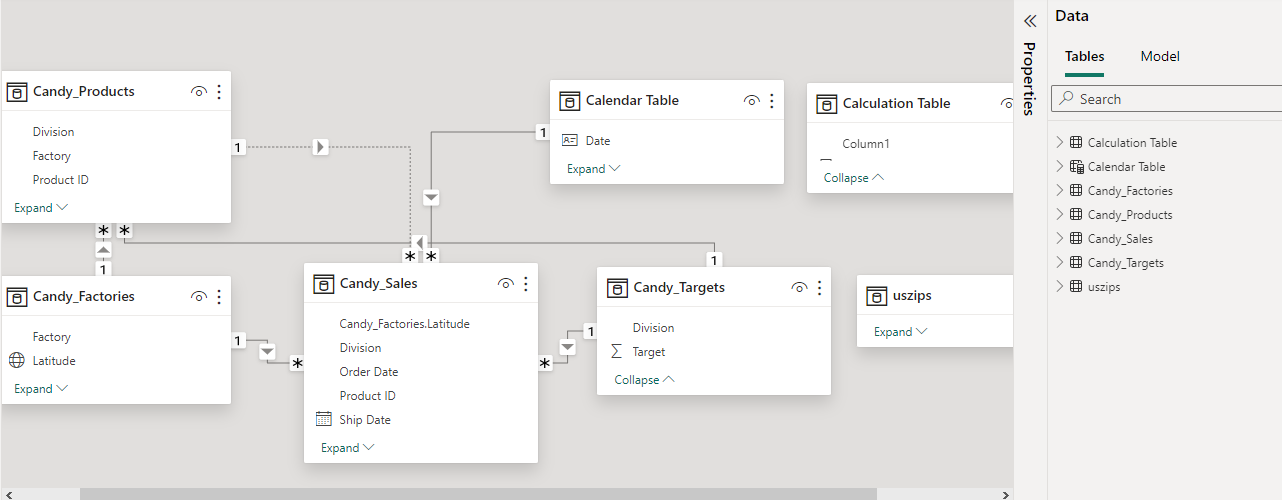 Candy_Products
Division
Factory
Product ID
Expand
1
*
*
1
Candy_Factories
Factory
Latitude
Expand
1
*
*
*
Candy_Sales
Candy_Factories.Latitude
Division
Order Date
Product ID
Ship Date
Expand
1
Calendar Table
Date
Expand
1
1
*
Candy_Targets
Division
Target
Collapse
Calculation Table
Column1
Collapse
uszips
Expand
Properties
Data
Tables Model
Search
Calculation Table
Calendar Table
Candy_Factories
Candy_Products
Candy_Sales
Candy_Targets
uszips